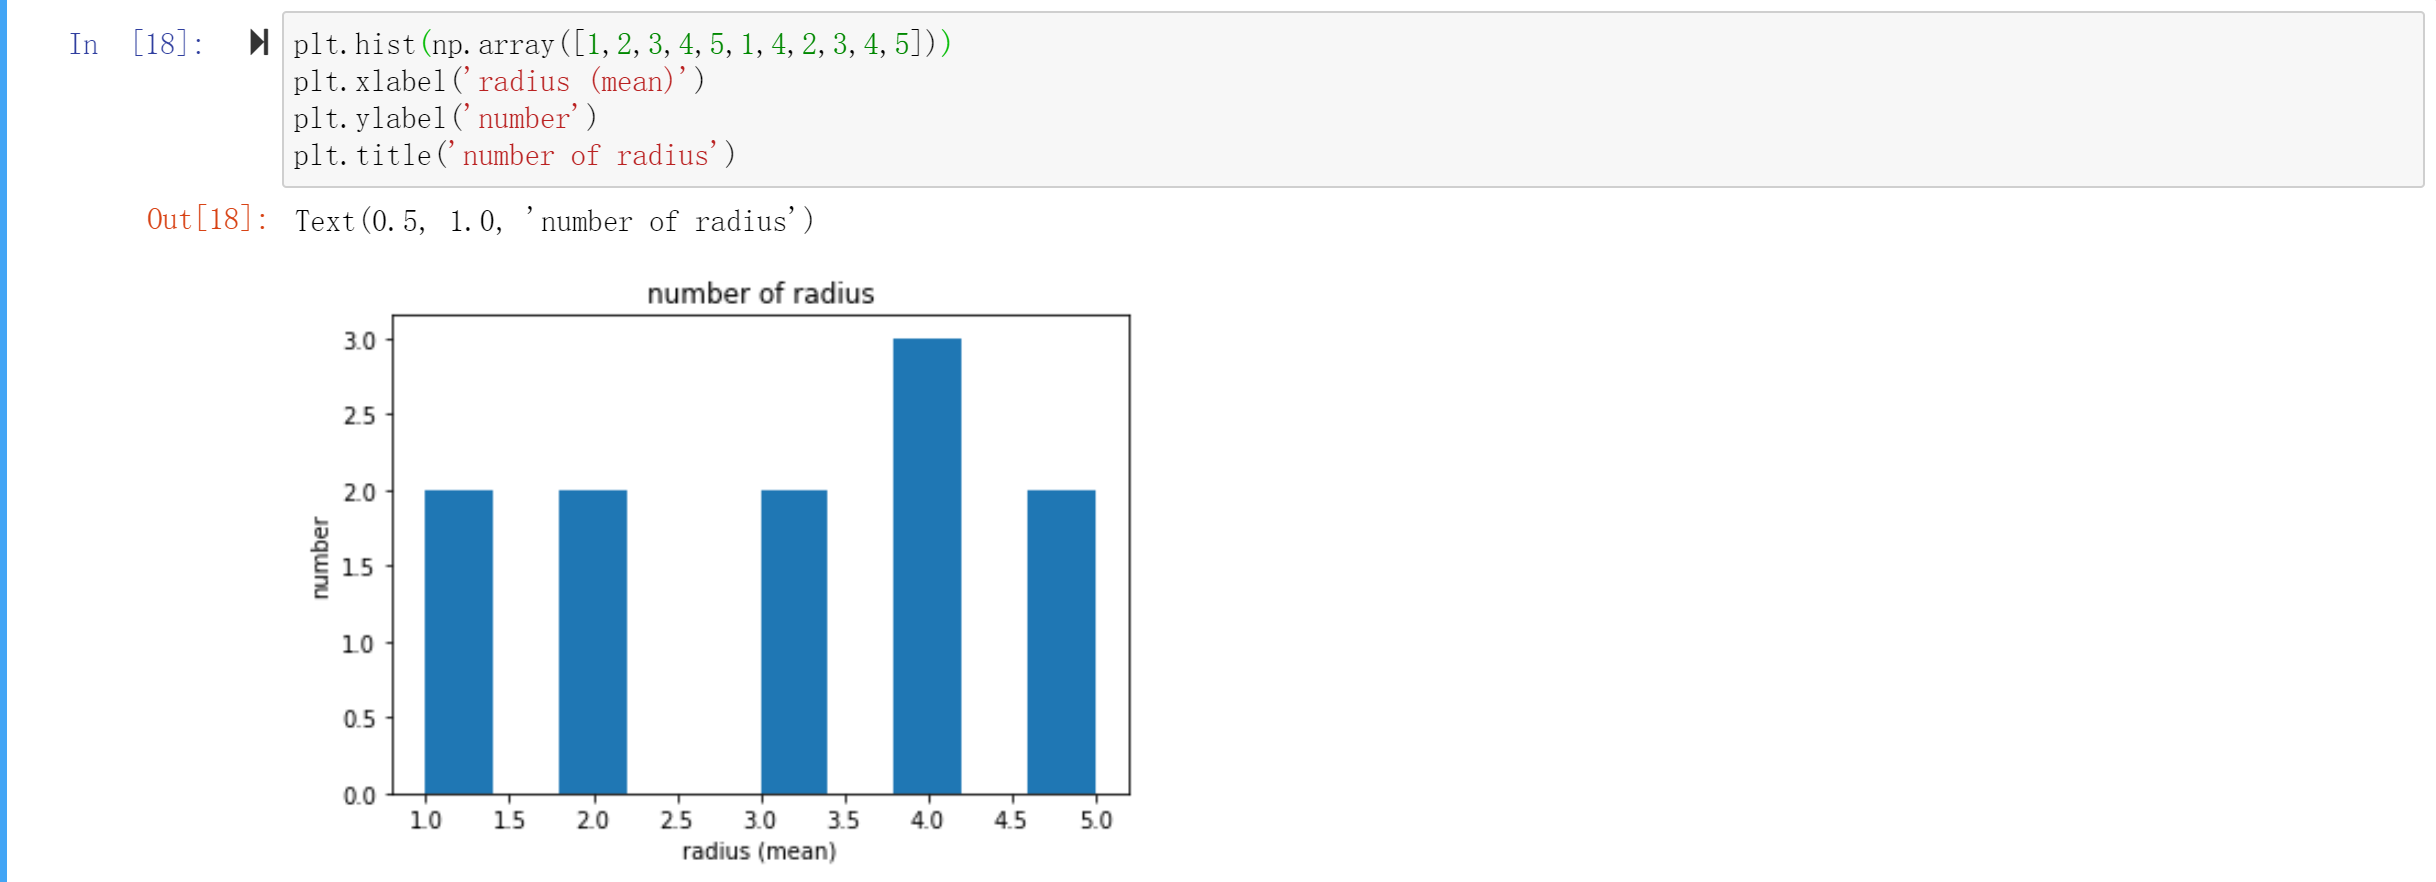 In [18]:
plt.hist(np.array([1,2,3,4,5,1,4,2,3,4,5]))
plt.xlabel('radius (mean)')
plt.ylabel('number')
plt.title('number of radius')
Out[18]: Text(0.5, 1.0, 'number of radius')
number of radius
3.0
2.5
2.0
1.5
1.0
0.5
0.0
number
1.0 1.5 2.0 2.5 3.0 3.5 4.0 4.5 5.0
radius (mean)